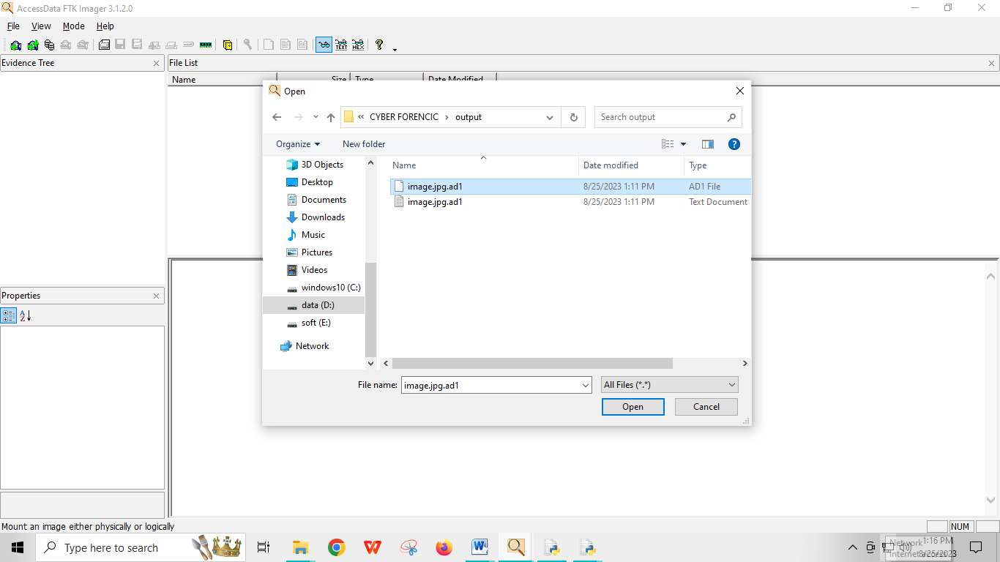 AccessData FTK Imager 3.1.2.0
File View Mode Help
TEXT HEX
Evidence Tree
File List
Name Size Type Date Modified
Open
« CYBER FORENCIC › output
Search output
Organize New folder
3D Objects
Desktop
Documents
Downloads
Music
Pictures
Videos
windows10 (C:)
data (D:)
soft (E:)
Network
Name Date modified Type
image.jpg.ad1 8/25/2023 1:11 PM AD1 File
image.jpg.ad1 8/25/2023 1:11 PM Text Document
File name: image.jpg.ad1 All Files (*.*)
Open Cancel
Properties
Mount an image either physically or logically
NUM
Type here to search
Network 1:16 PM
8/25/2023